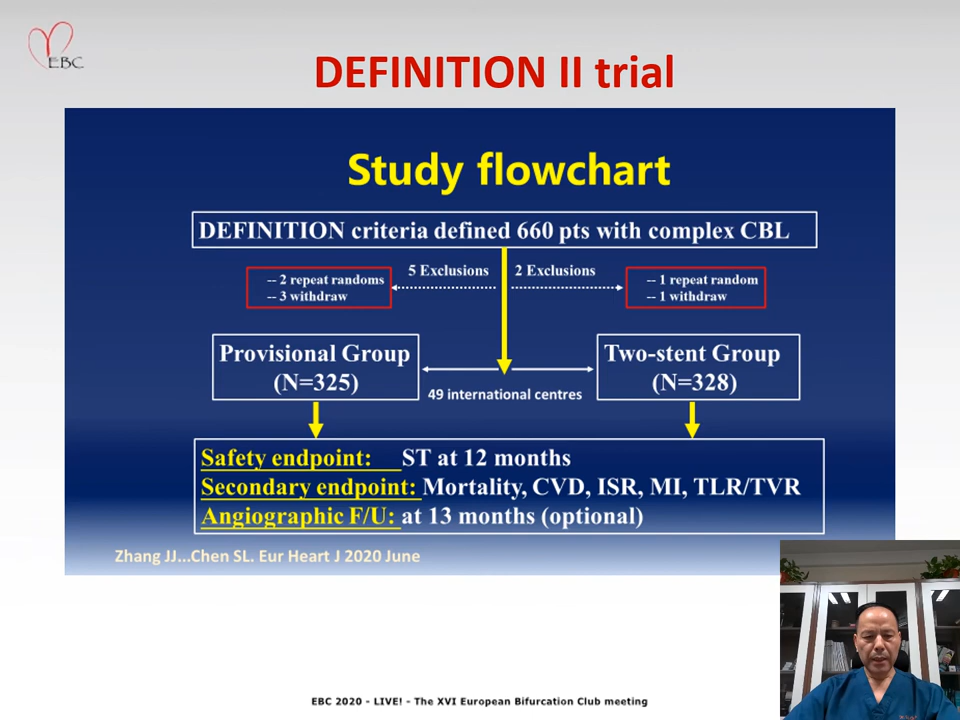 EBC
DEFINITION II trial
Study flowchart
DEFINITION criteria defined 660 pts with complex CBL
5 Exclusions
2 Exclusions
-- 2 repeat randoms
-- 3 withdraw
-- 1 repeat random
-- 1 withdraw
Provisional Group
(N=325)
Two-stent Group
(N=328)
49 international centres
Safety endpoint: ST at 12 months
Secondary endpoint: Mortality, CVD, ISR, MI, TLR/TVR
Angiographic F/U: at 13 months (optional)
Zhang JJ...Chen SL. Eur Heart J 2020 June
EBC 2020 - LIVE! - The XVI European Bifurcation Club meeting